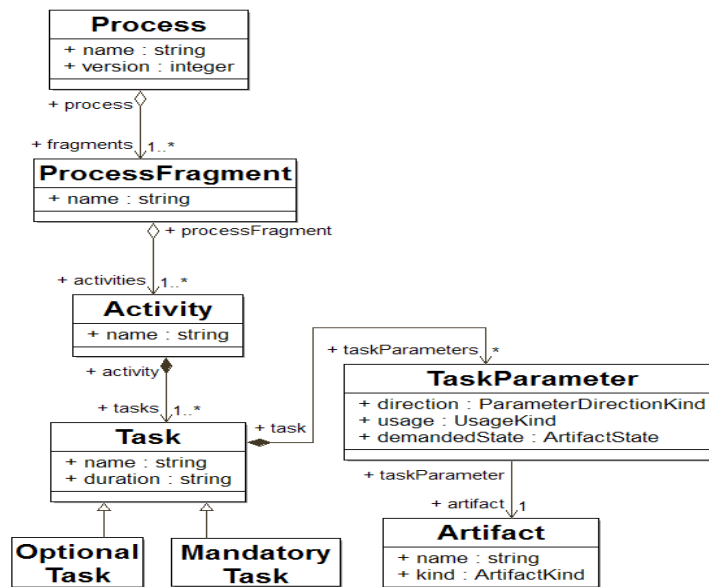 Process
+ name : string
+ version : integer
+ process
+ fragments
1..*
ProcessFragment
+ name : string
+ processFragment
+ activities
1..*
Activity
+ name : string
+ activity
+ taskParameters
*
+ tasks
1..*
+ task
TaskParameter
+ direction : ParameterDirectionKind
+ usage : UsageKind
+ demandedState : ArtifactState
Task
+ name : string
+ duration : string
+ taskParameter
+ artifact
1
Optional
Task
Mandatory
Task
Artifact
+ name : string
+ kind : ArtifactKind